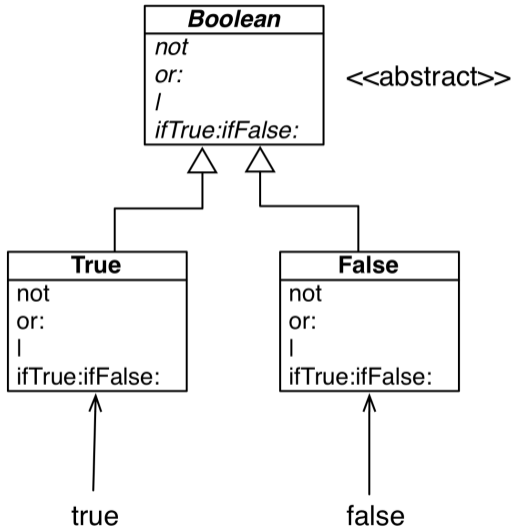 Boolean
not
or:
|
ifTrue:ifFalse:
<<abstract>>
True
not
or:
|
ifTrue:ifFalse:
False
not
or:
|
ifTrue:ifFalse:
true
false